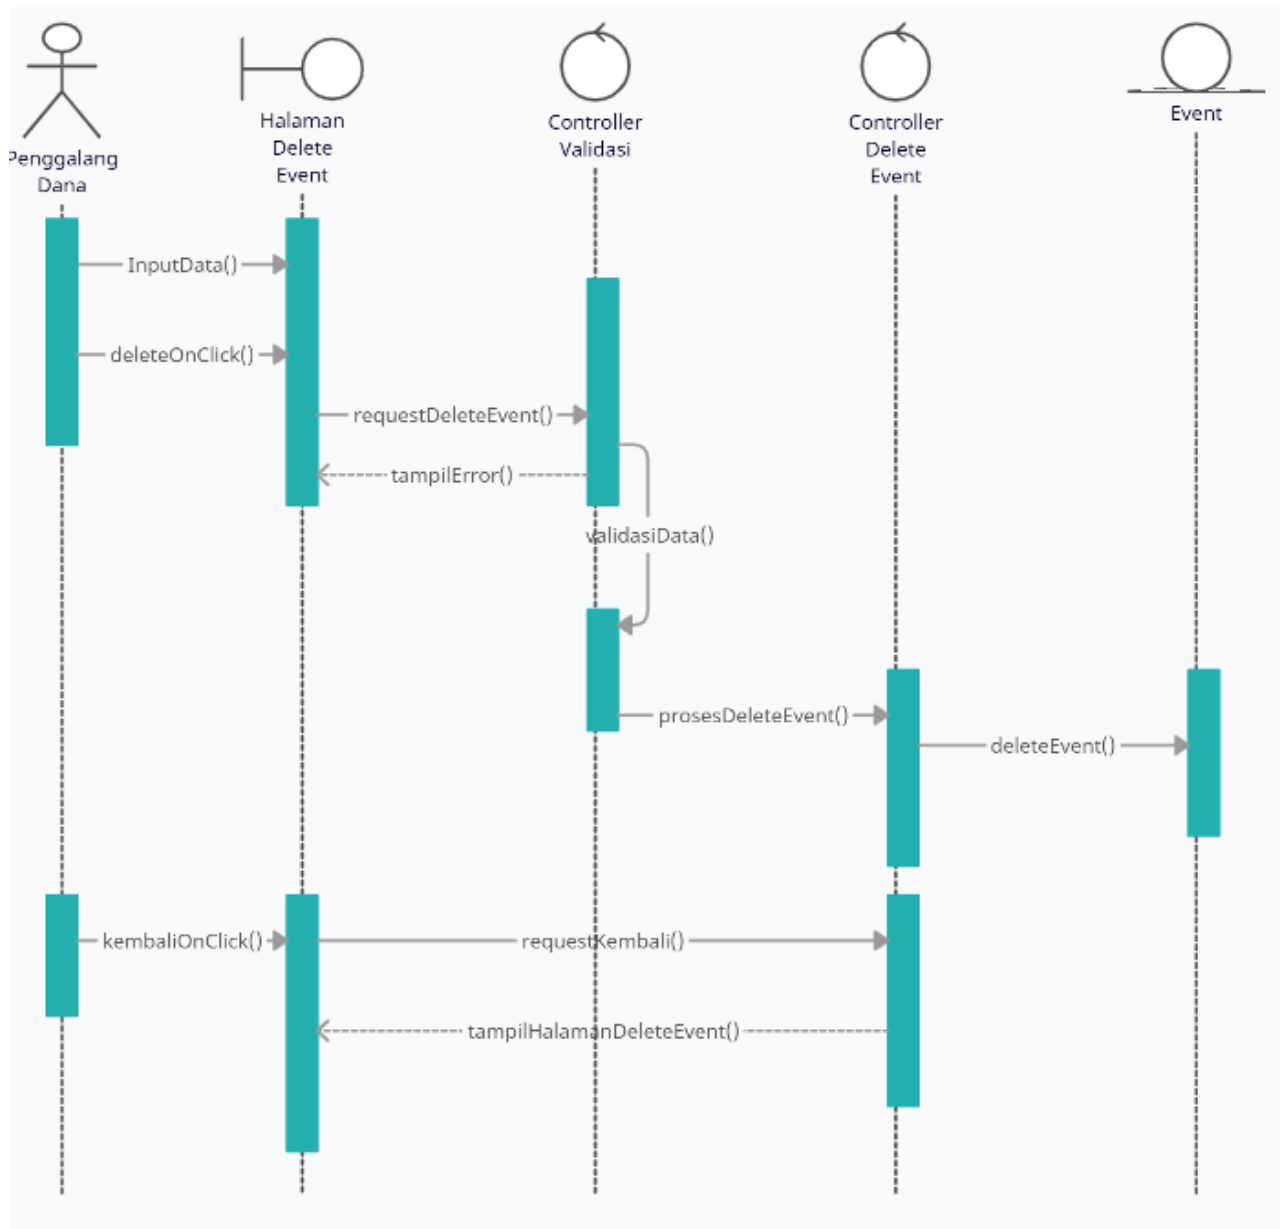 Halaman
Delete
Event
Controller
Validasi
Controller
Delete
Event
Event
Penggalang
Dana
InputData()
deleteOnClick()
requestDeleteEvent()
tampilError()
validasiData()
prosesDeleteEvent()
deleteEvent()
kembaliOnClick()
requestKembali()
tampilHalamanDeleteEvent()